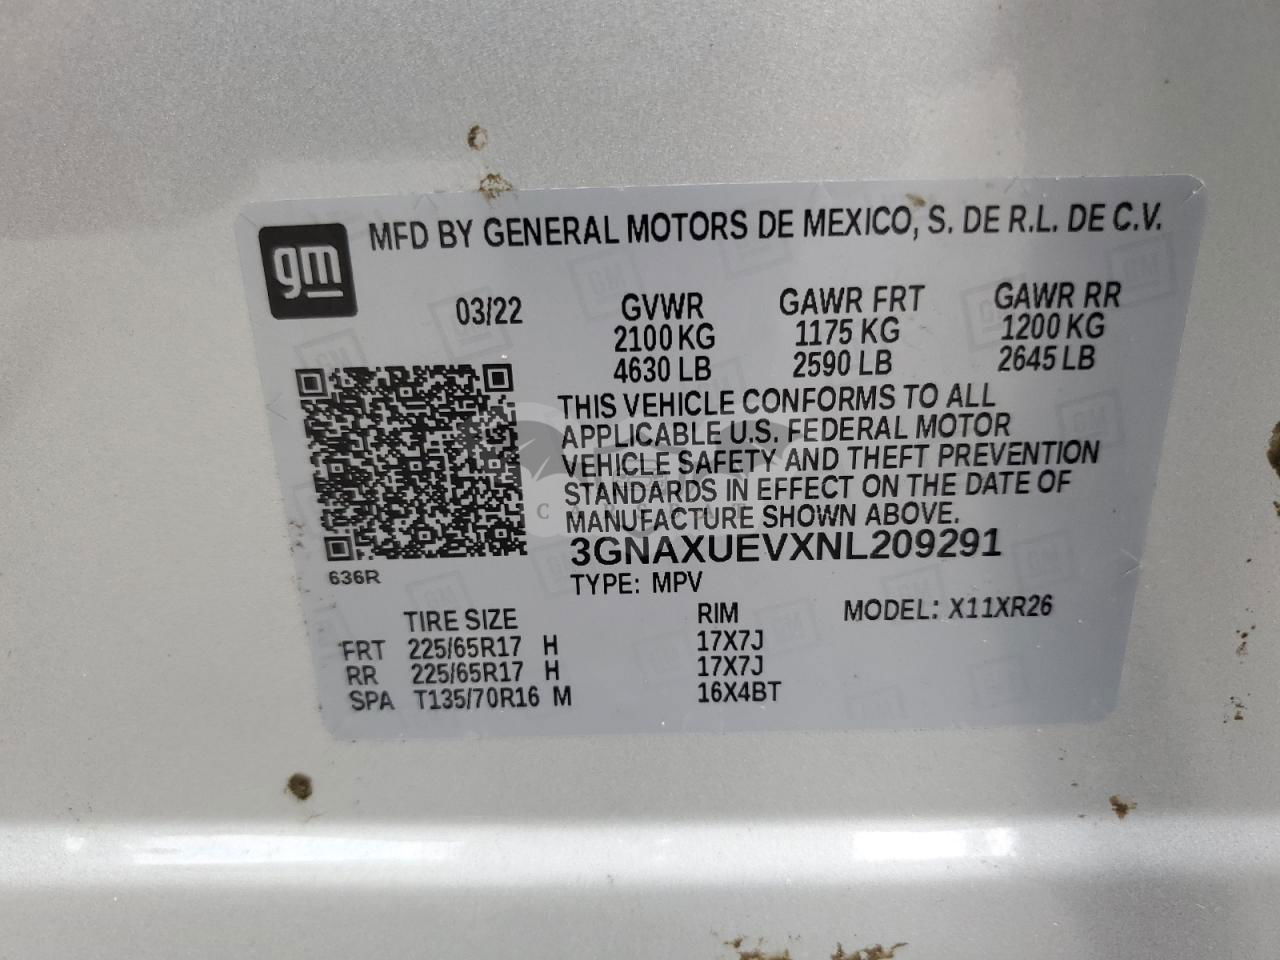 gm
MFD BY GENERAL MOTORS DE MEXICO, S. DE R.L. DE C.V.
03/22 GVWR GAWR FRT GAWR RR
2100 KG 1175 KG 1200 KG
4630 LB 2590 LB 2645 LB
THIS VEHICLE CONFORMS TO ALL
APPLICABLE U.S. FEDERAL MOTOR
VEHICLE SAFETY AND THEFT PREVENTION
STANDARDS IN EFFECT ON THE DATE OF
MANUFACTURE SHOWN ABOVE.
3GNAXUEVXNL209291
636R
TYPE: MPV
TIRE SIZE RIM MODEL: X11XR26
FRT 225/65R17 H 17X7J
RR 225/65R17 H 17X7J
SPA T135/70R16 M 16X4BT